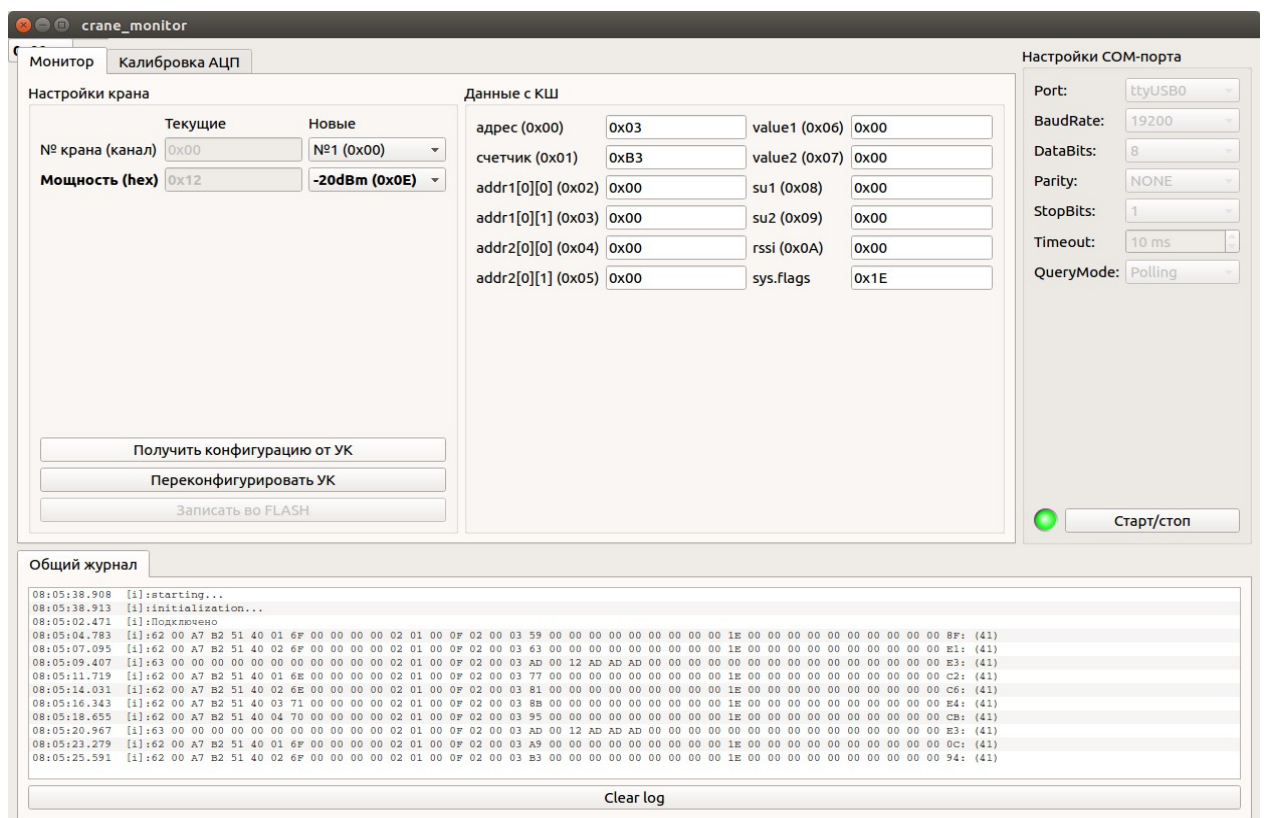 crane_monitor
Монитор
Калибровка АЦП
Настройки крана
Текущие
Новые
№ крана (канал)
0x00
№1 (0x00)
Мощность (hex)
0x12
-20dBm (0x0E)
Получить конфигурацию от УК
Переконфигурировать УК
Записать во FLASH
Данные с КШ
адрес (0x00)
0x03
value1 (0x06)
0x00
счетчик (0x01)
0xB3
value2 (0x07)
0x00
addr1[0][0] (0x02)
0x00
su1 (0x08)
0x00
addr1[0][1] (0x03)
0x00
su2 (0x09)
0x00
addr2[0][0] (0x04)
0x00
rssi (0x0A)
0x00
addr2[0][1] (0x05)
0x00
sys.flags
0x1E
Настройки COM-порта
Port:
ttyUSB0
BaudRate:
19200
DataBits:
8
Parity:
NONE
StopBits:
1
Timeout:
10 ms
QueryMode:
Polling
Старт/стоп
Общий журнал
08:05:38.908 [i]:starting...
08:05:38.913 [i]:initialization...
08:05:02.471 [i]:Подключено
08:05:04.783 [i]:62 00 A7 B2 51 40 01 6F 00 00 00 00 02 01 00 0F 02 00 03 59 00 00 00 00 00 00 00 00 00 1E 00 00 00 00 00 00 00 00 00 00 8F: (41)
08:05:07.095 [i]:62 00 A7 B2 51 40 02 6F 00 00 00 00 02 01 00 0F 02 00 03 63 00 00 00 00 00 00 00 00 00 1E 00 00 00 00 00 00 00 00 00 00 E1: (41)
08:05:09.407 [i]:63 00 00 00 00 00 00 00 00 00 00 00 02 01 00 0F 02 00 03 AD 00 12 AD AD AD 00 00 00 00 00 00 00 00 00 00 00 00 00 00 00 E3: (41)
08:05:11.719 [i]:62 00 A7 B2 51 40 01 6E 00 00 00 00 02 01 00 0F 02 00 03 77 00 00 00 00 00 00 00 00 00 1E 00 00 00 00 00 00 00 00 00 00 C2: (41)
08:05:14.031 [i]:62 00 A7 B2 51 40 02 6E 00 00 00 00 02 01 00 0F 02 00 03 81 00 00 00 00 00 00 00 00 00 1E 00 00 00 00 00 00 00 00 00 00 C6: (41)
08:05:16.343 [i]:62 00 A7 B2 51 40 03 71 00 00 00 00 02 01 00 0F 02 00 03 8B 00 00 00 00 00 00 00 00 00 1E 00 00 00 00 00 00 00 00 00 00 E4: (41)
08:05:18.655 [i]:62 00 A7 B2 51 40 04 70 00 00 00 00 02 01 00 0F 02 00 03 95 00 00 00 00 00 00 00 00 00 1E 00 00 00 00 00 00 00 00 00 00 CB: (41)
08:05:20.967 [i]:63 00 00 00 00 00 00 00 00 00 00 00 02 01 00 0F 02 00 03 AD 00 12 AD AD AD 00 00 00 00 00 00 00 00 00 00 00 00 00 00 00 E3: (41)
08:05:23.279 [i]:62 00 A7 B2 51 40 01 6F 00 00 00 00 02 01 00 0F 02 00 03 A9 00 00 00 00 00 00 00 00 00 1E 00 00 00 00 00 00 00 00 00 00 0C: (41)
08:05:25.591 [i]:62 00 A7 B2 51 40 02 6F 00 00 00 00 02 01 00 0F 02 00 03 B3 00 00 00 00 00 00 00 00 00 1E 00 00 00 00 00 00 00 00 00 00 94: (41)
Clear log